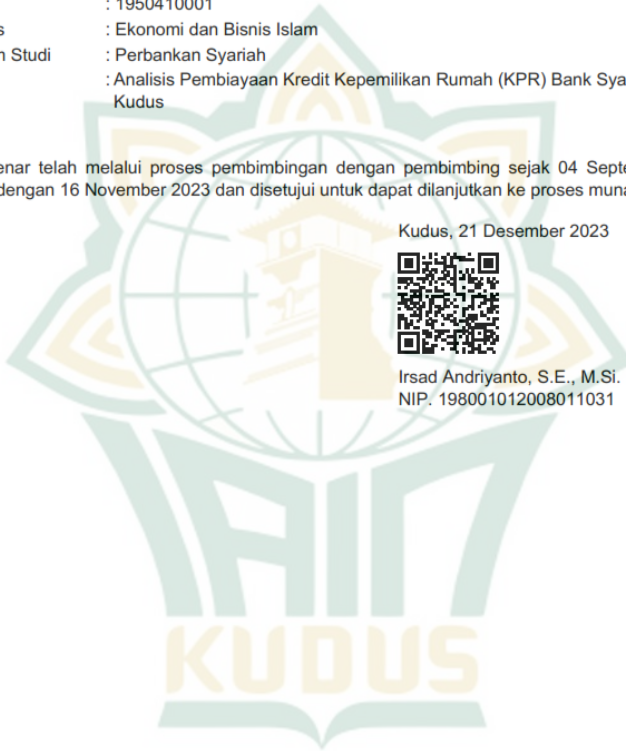 : 1950410001
s : Ekonomi dan Bisnis Islam
m Studi : Perbankan Syariah
: Analisis Pembiayaan Kredit Kepemilikan Rumah (KPR) Bank Sya
Kudus
enar telah melalui proses pembimbingan dengan pembimbing sejak 04 Septe
dengan 16 November 2023 dan disetujui untuk dapat dilanjutkan ke proses muna
Kudus, 21 Desember 2023
Irsad Andriyanto, S.E., M.Si.
NIP. 198001012008011031
IAIN
KUDUS